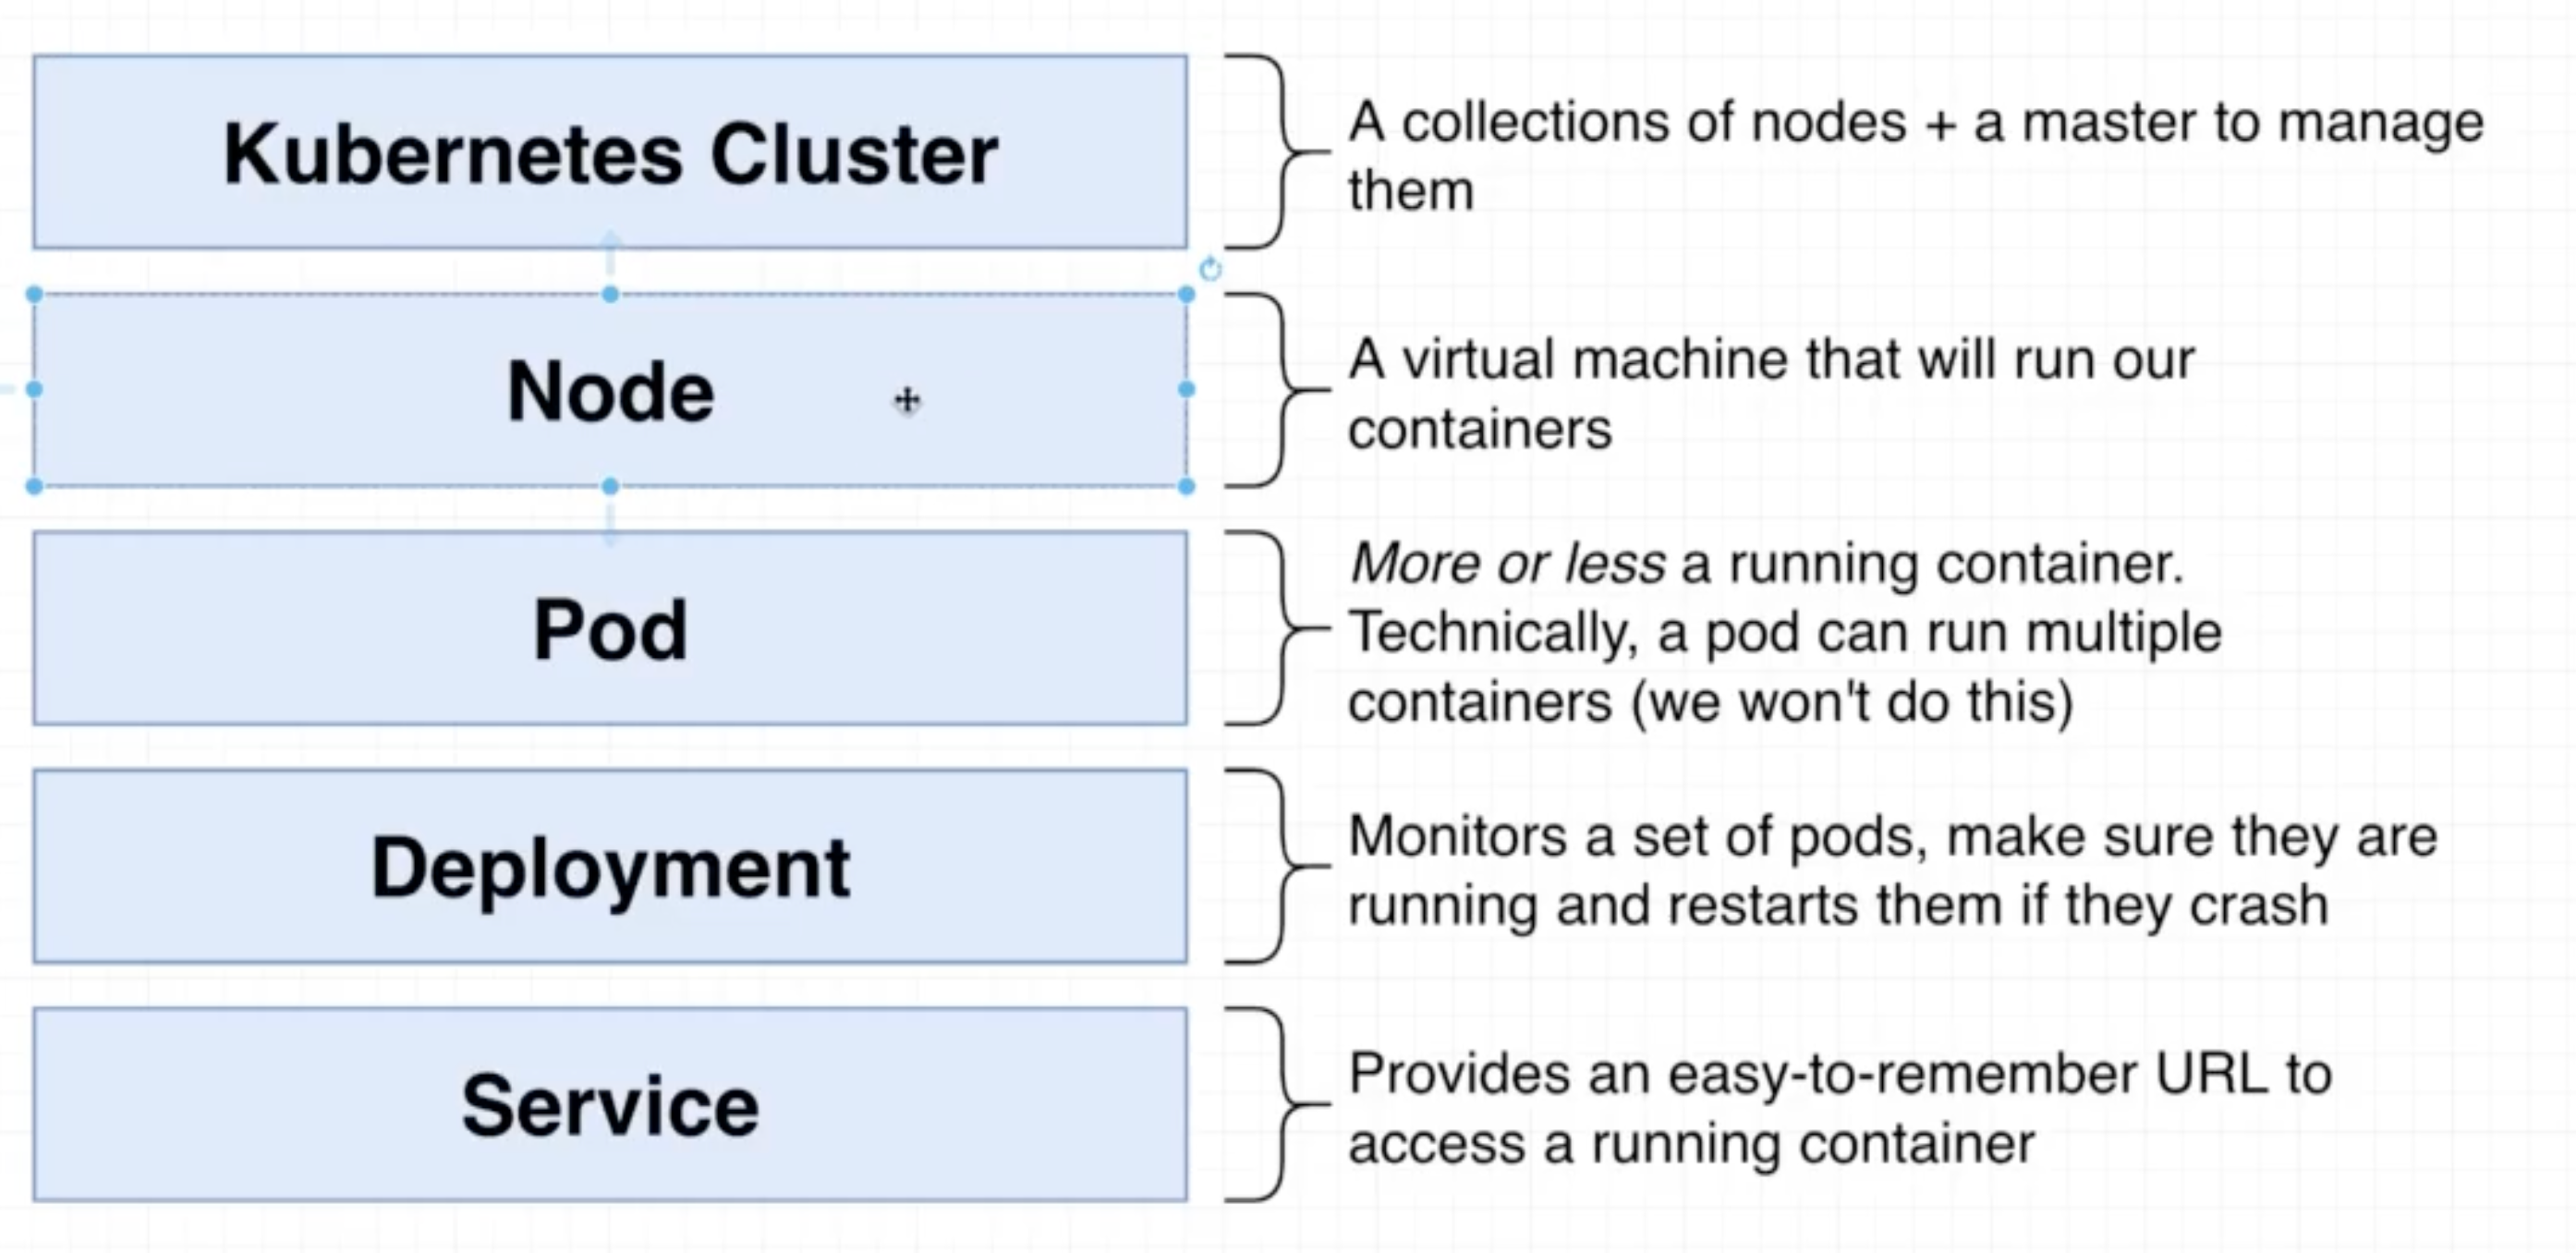 Kubernetes Cluster
A collections of nodes + a master to manage
them
Node
A virtual machine that will run our
containers
Pod
More or less a running container.
Technically, a pod can run multiple
containers (we won't do this)
Deployment
Monitors a set of pods, make sure they are
running and restarts them if they crash
Service
Provides an easy-to-remember URL to
access a running container